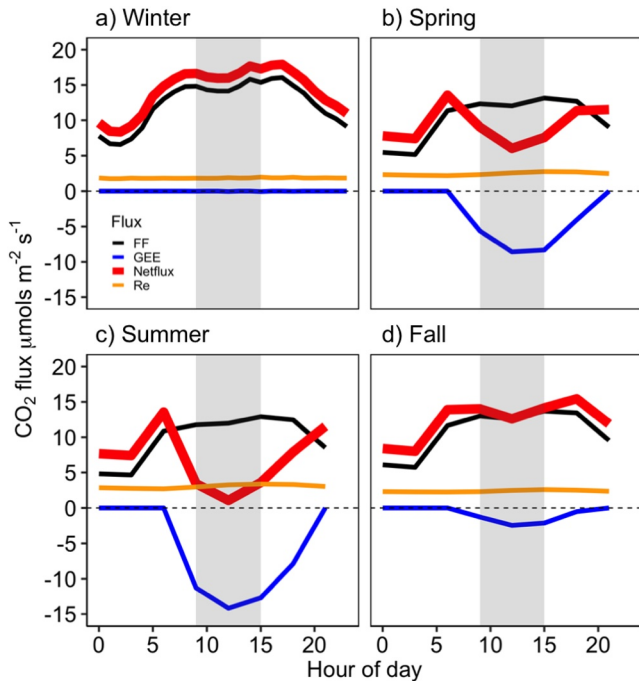 a) Winter
b) Spring
20
15
10
5
0
-5
-10
-15
Flux
FF
GEE
Netflux
Re
CO₂ flux μmols m⁻² s⁻¹
c) Summer
d) Fall
20
15
10
5
0
-5
-10
-15
0 5 10 15 20
0 5 10 15 20
Hour of day